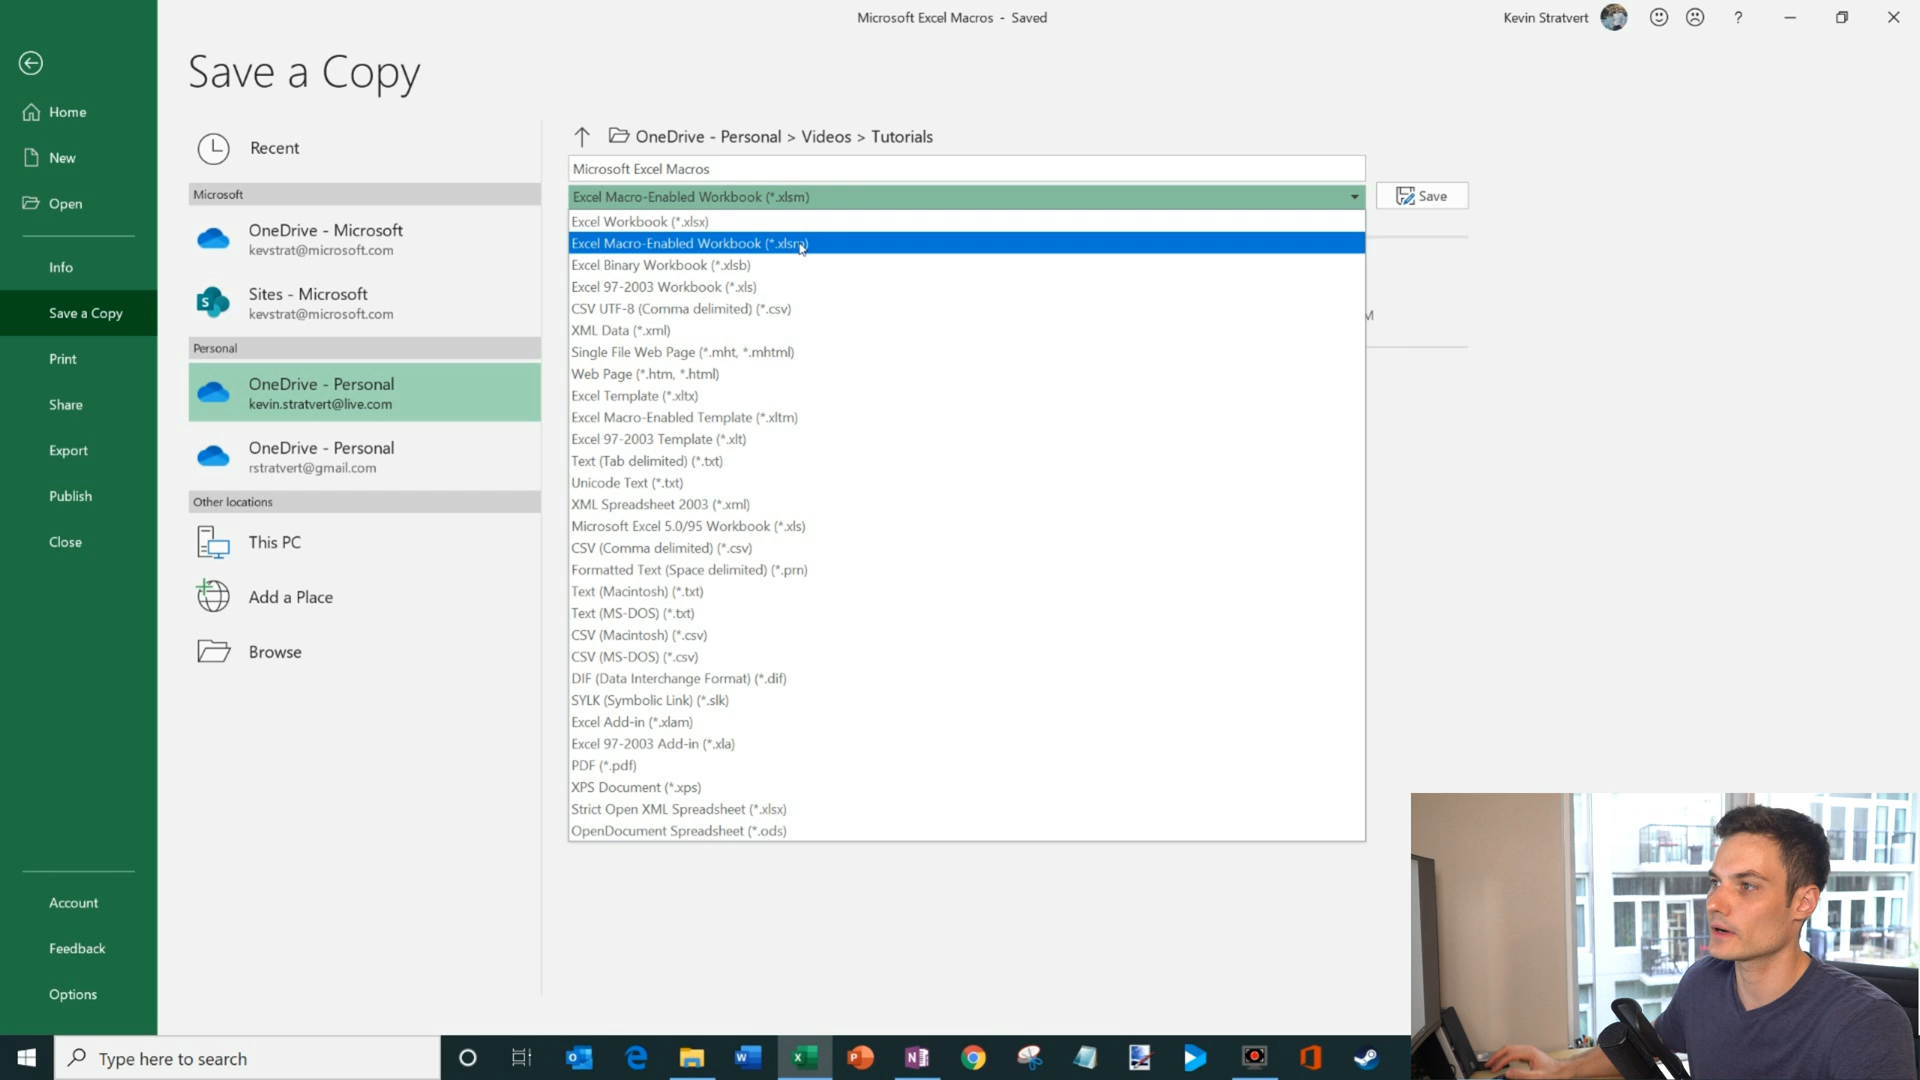 Microsoft Excel Macros - Saved
Kevin Stratvert
?
Save a Copy
Home
New
Open
Info
Save a Copy
Print
Share
Export
Publish
Close
Account
Feedback
Options
Recent
Microsoft
OneDrive - Microsoft
kevstrat@microsoft.com
Sites - Microsoft
kevstrat@microsoft.com
Personal
OneDrive - Personal
kevin.stratvert@live.com
OneDrive - Personal
rstratvert@gmail.com
Other locations
This PC
Add a Place
Browse
OneDrive - Personal > Videos > Tutorials
Microsoft Excel Macros
Excel Macro-Enabled Workbook (*.xlsm)
Save
Excel Workbook (*.xlsx)
Excel Macro-Enabled Workbook (*.xlsm)
Excel Binary Workbook (*.xlsb)
Excel 97-2003 Workbook (*.xls)
CSV UTF-8 (Comma delimited) (*.csv)
M
XML Data (*.xml)
Single File Web Page (*.mht, *.mhtml)
Web Page (*.htm, *.html)
Excel Template (*.xltx)
Excel Macro-Enabled Template (*.xltm)
Excel 97-2003 Template (*.xlt)
Text (Tab delimited) (*.txt)
Unicode Text (*.txt)
XML Spreadsheet 2003 (*.xml)
Microsoft Excel 5.0/95 Workbook (*.xls)
CSV (Comma delimited) (*.csv)
Formatted Text (Space delimited) (*.prn)
Text (Macintosh) (*.txt)
Text (MS-DOS) (*.txt)
CSV (Macintosh) (*.csv)
CSV (MS-DOS) (*.csv)
DIF (Data Interchange Format) (*.dif)
SYLK (Symbolic Link) (*.slk)
Excel Add-in (*.xlam)
Excel 97-2003 Add-in (*.xla)
PDF (*.pdf)
XPS Document (*.xps)
Strict Open XML Spreadsheet (*.xlsx)
OpenDocument Spreadsheet (*.ods)
Type here to search